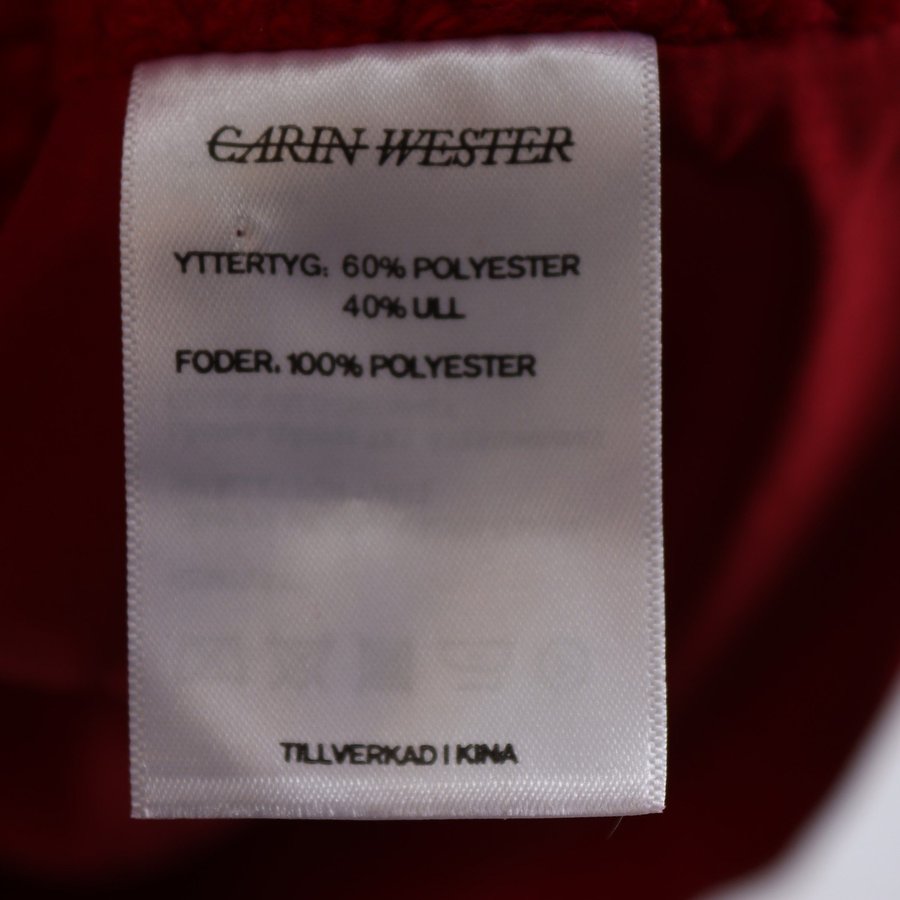 CARIN WESTER
YTTERTYG: 60% POLYESTER
40% ULL
FODER. 100% POLYESTER
TILLVERKAD I KINA